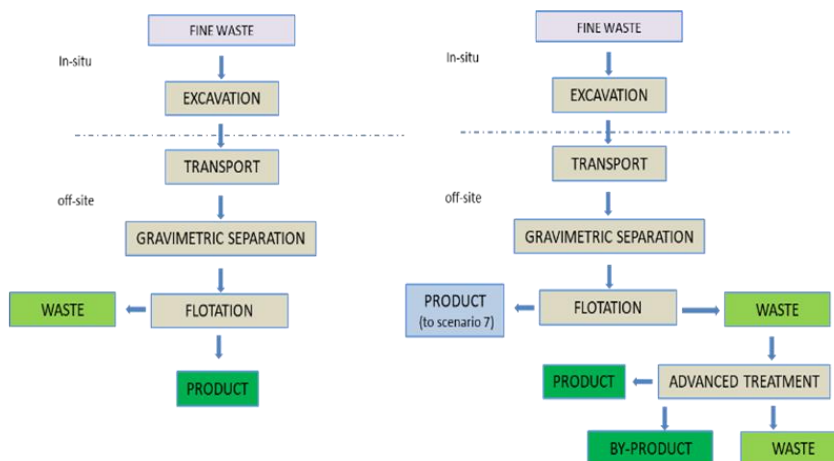 FINE WASTE
In-situ
EXCAVATION
TRANSPORT
off-site
GRAVIMETRIC SEPARATION
WASTE
FLOTATION
PRODUCT
FINE WASTE
In-situ
EXCAVATION
TRANSPORT
off-site
GRAVIMETRIC SEPARATION
PRODUCT
(to scenario 7)
FLOTATION
WASTE
PRODUCT
ADVANCED TREATMENT
BY-PRODUCT
WASTE